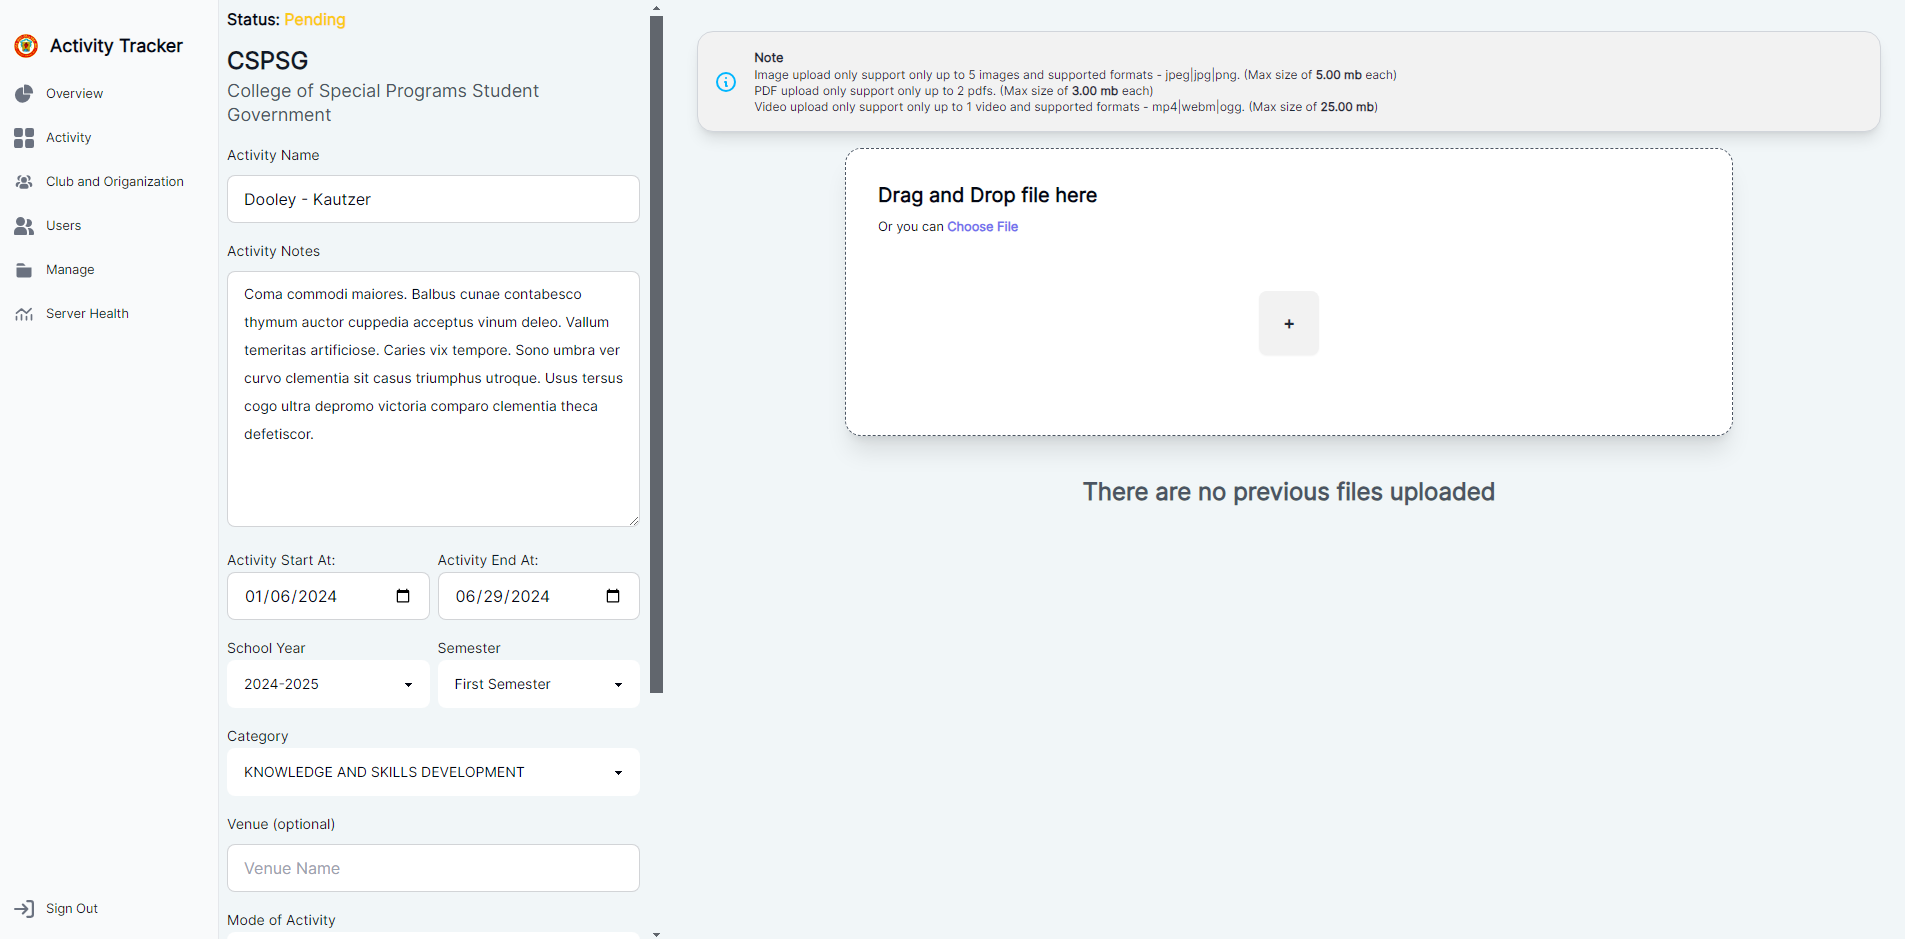 Activity Tracker
Overview
Activity
Club and Origanization
Users
Manage
Server Health
Sign Out
Status: Pending
CSPSG
College of Special Programs Student
Government
Activity Name
Dooley - Kautzer
Activity Notes
Coma commodi maiores. Balbus cunae contabesco
thymum auctor cuppedia acceptus vinum deleo. Vallum
temeritas artificiose. Caries vix tempore. Sono umbra ver
curvo clementia sit casus triumphus utroque. Usus tersus
cogo ultra depromo victoria comparo clementia theca
defetiscor.
Activity Start At: Activity End At:
01/06/2024 06/29/2024
School Year Semester
2024-2025 First Semester
Category
KNOWLEDGE AND SKILLS DEVELOPMENT
Venue (optional)
Venue Name
Mode of Activity
Note
Image upload only support only up to 5 images and supported formats - jpeg|jpg|png. (Max size of 5.00 mb each)
PDF upload only support only up to 2 pdfs. (Max size of 3.00 mb each)
Video upload only support only up to 1 video and supported formats - mp4|webm|ogg. (Max size of 25.00 mb)
Drag and Drop file here
Or you can Choose File
+
There are no previous files uploaded